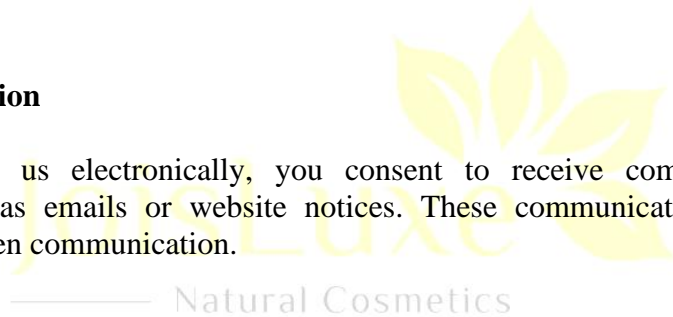 ion
us electronically, you consent to receive com
as emails or website notices. These communicat
en communication.
JoisLuxe
Natural Cosmetics